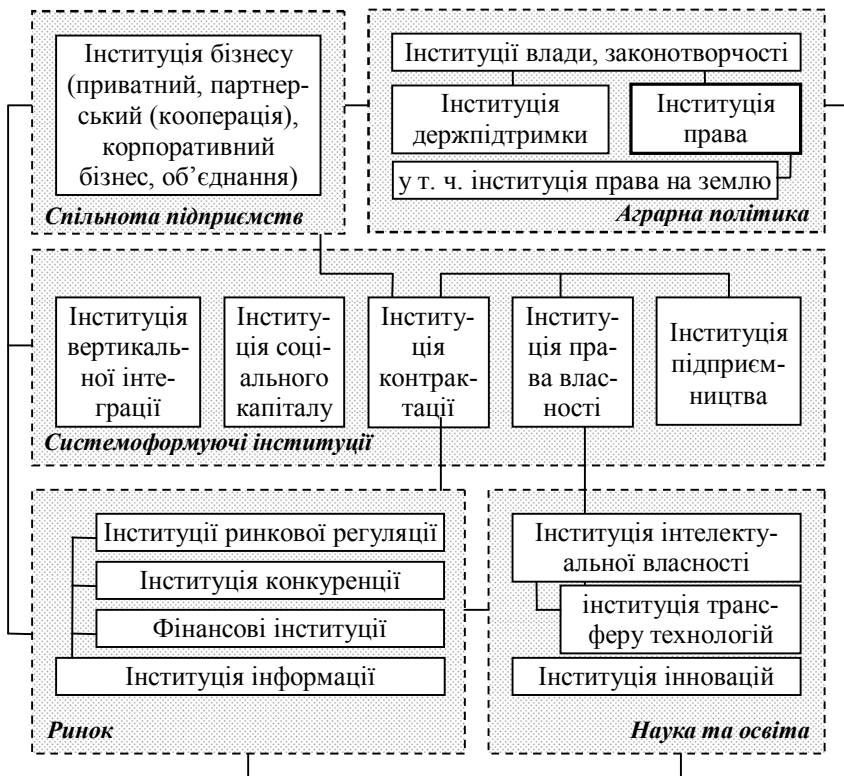 Інституція бізнесу
(приватний, партнер-
ський (кооперація),
корпоративний
бізнес, об’єднання)
Спільнота підприємств
Інституції влади, законотворчості
Інституція
держпідтримки
Інституція
права
у т. ч. інституція права на землю
Аграрна політика
Інституція
вертикаль-
ної інте-
грації
Інститу-
ція соці-
ального
капіталу
Інститу-
ція
контрак-
тації
Інститу-
ція пра-
ва влас-
ності
Інституція
підприєм-
ництва
Системоформуючі інституції
Інституції ринкової регуляції
Інституція конкуренції
Фінансові інституції
Інституція інформації
Ринок
Інституція інтелекту-
альної власності
інституція транс-
феру технологій
Інституція інновацій
Наука та освіта